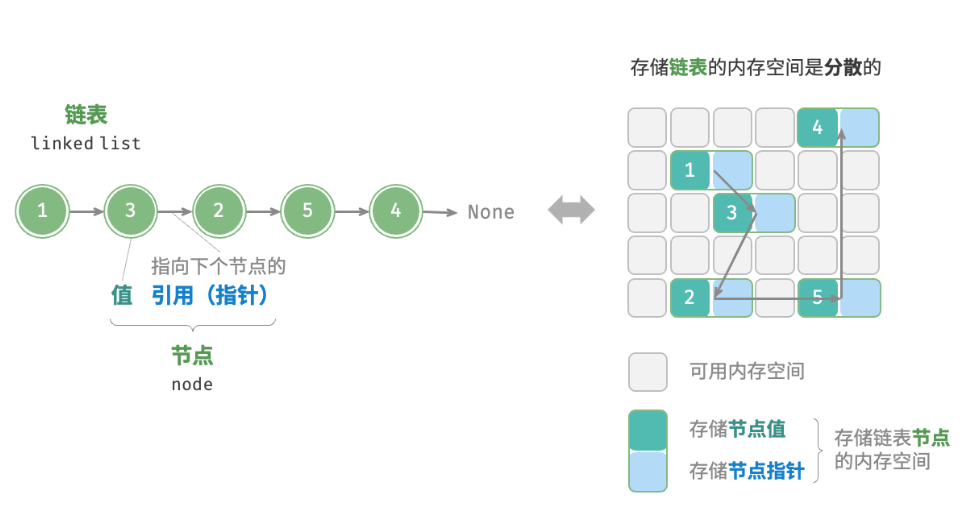 存储链表的内存空间是分散的
链表
linked list
1 3 2 5 4 None
指向下个节点的
值 引用（指针）
节点
node
4
1
3
2 5
可用内存空间
存储节点值
存储节点指针
存储链表节点
的内存空间